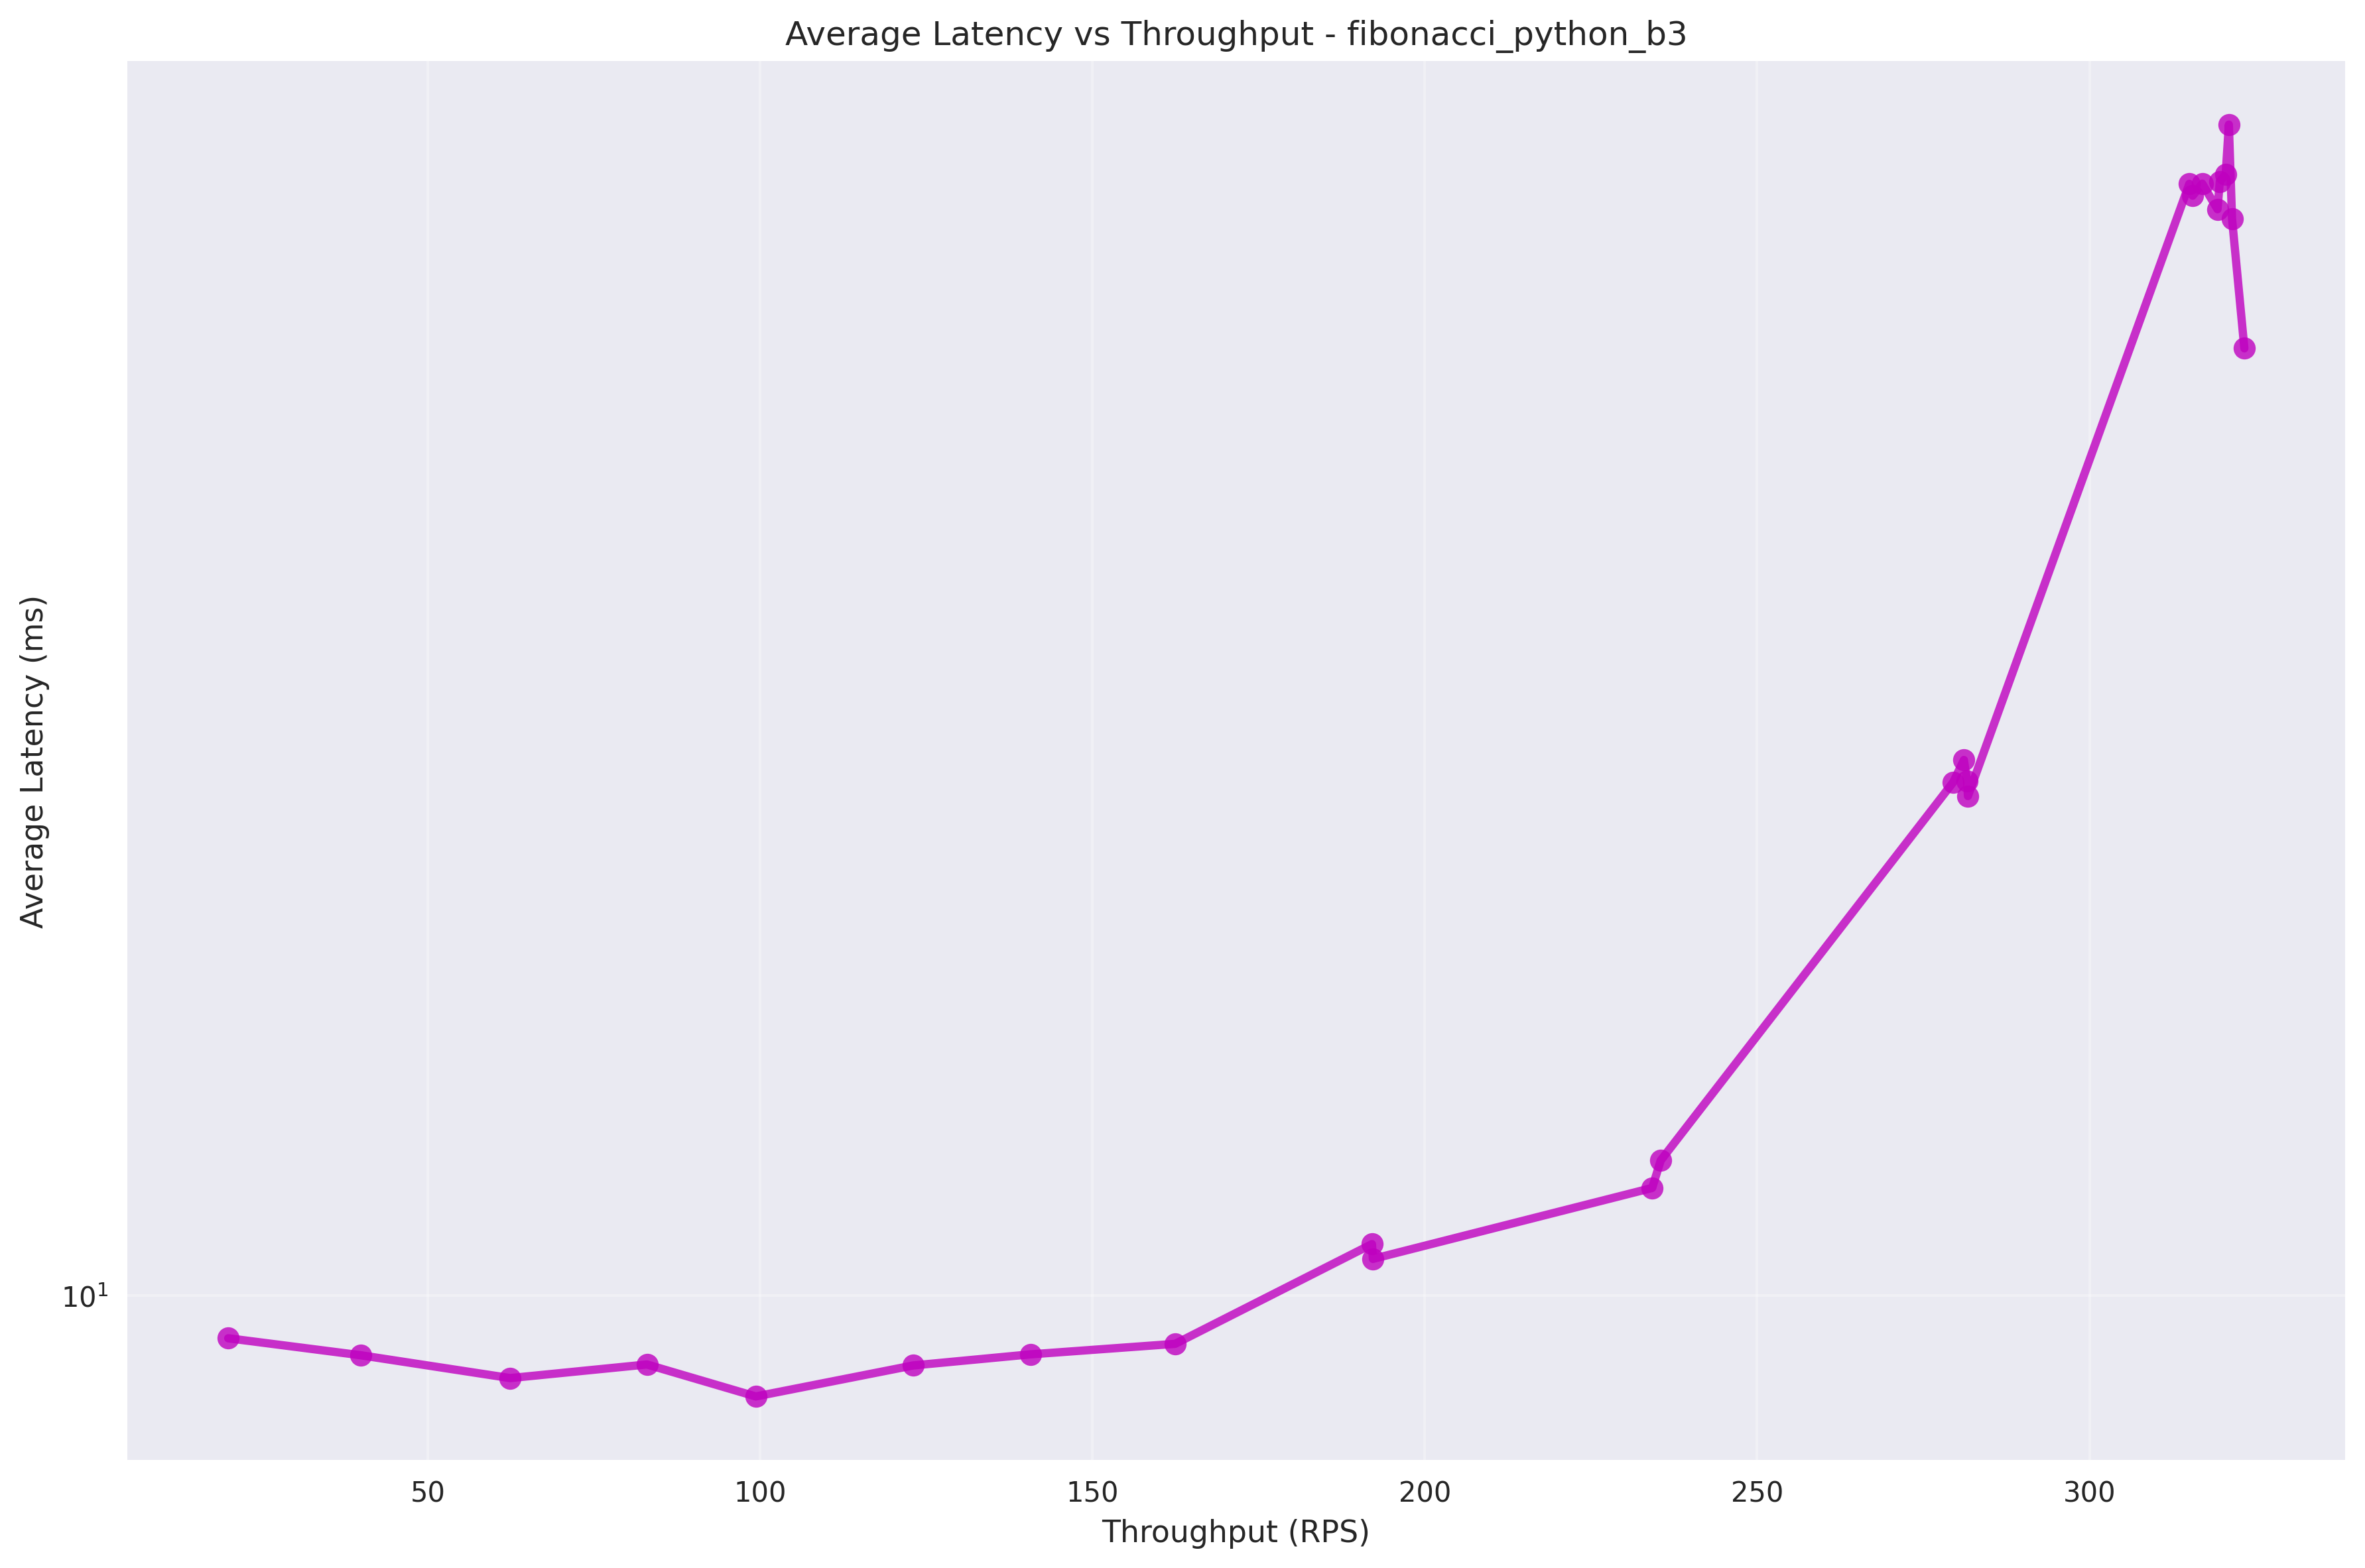 Average Latency vs Throughput - fibonacci_python_b3
Average Latency (ms)
10¹
50 100 150 200 250 300
Throughput (RPS)